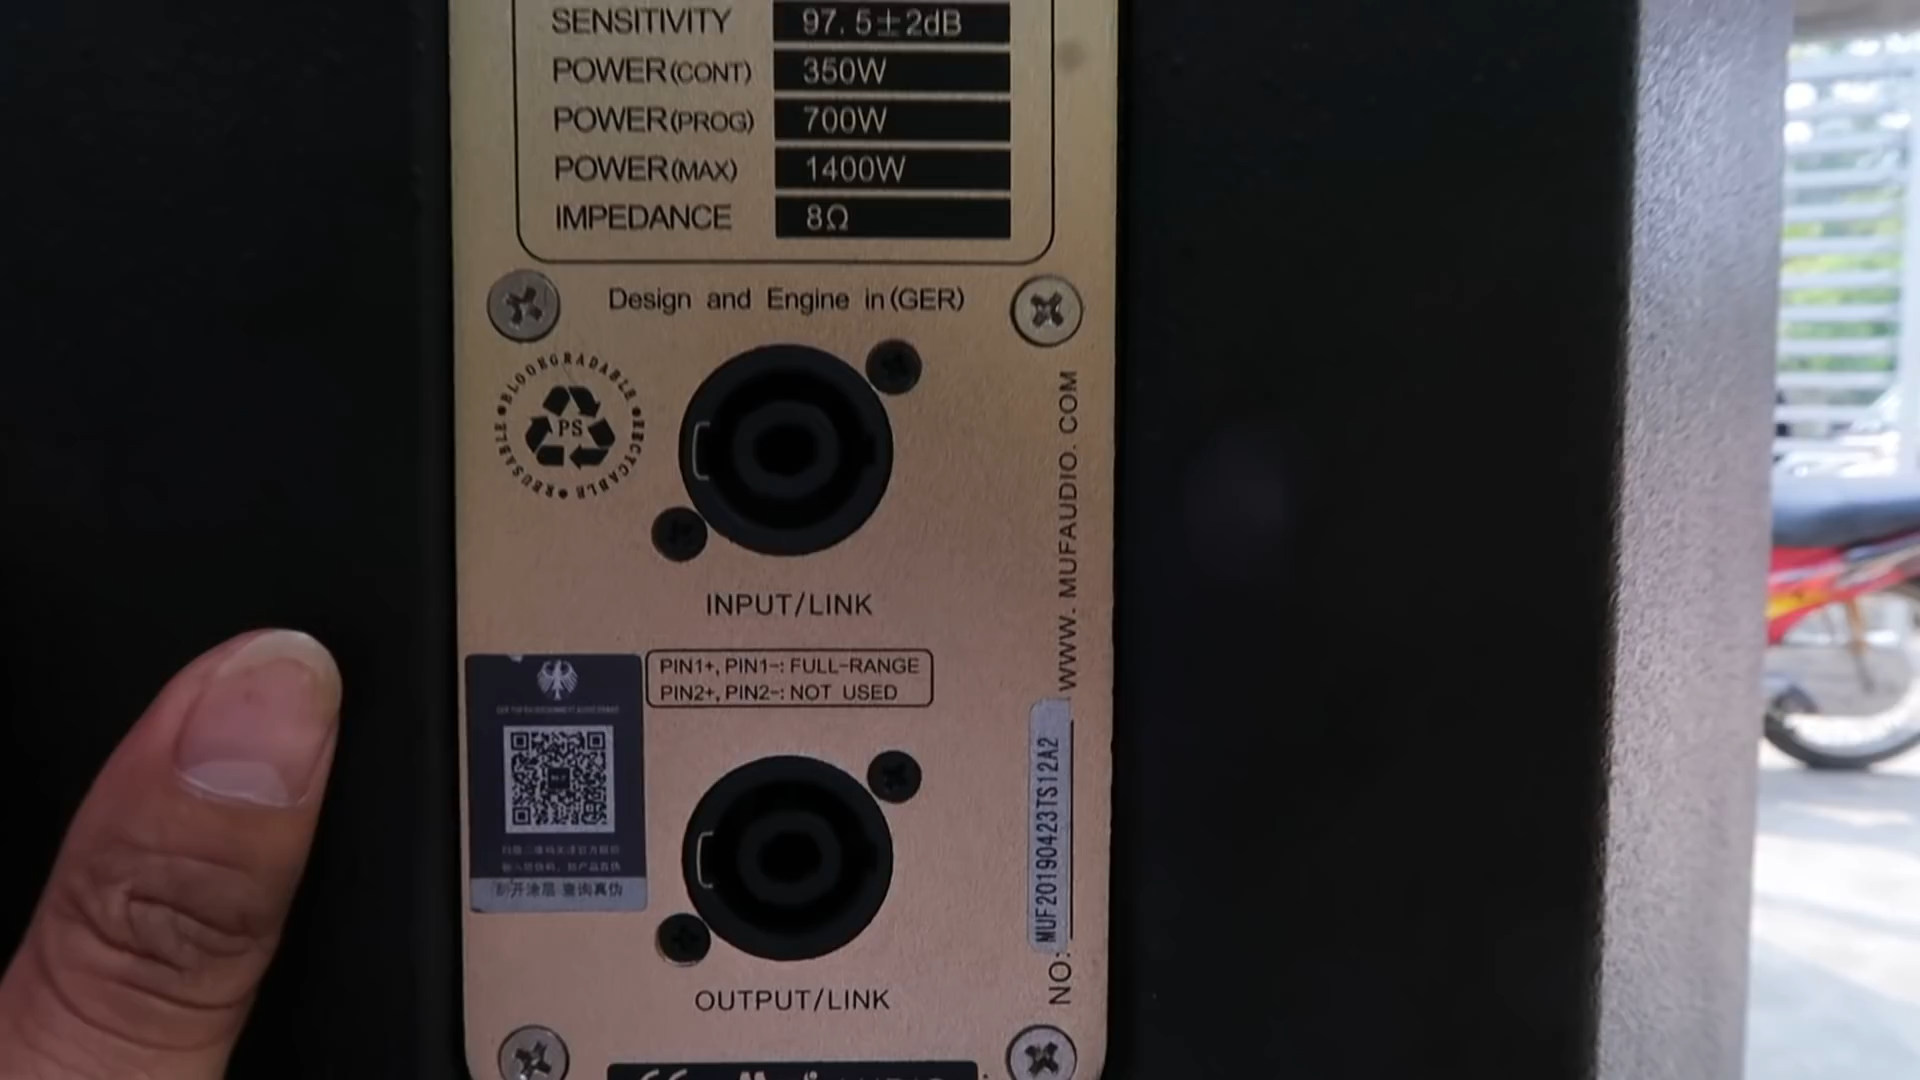 SENSITIVITY 97.5±2dB
POWER(CONT) 350W
POWER(PROG) 700W
POWER(MAX) 1400W
IMPEDANCE 8Ω
Design and Engine in(GER)
BLOONGRADABLE • RECYCABLE • REUSABLE •
PS
INPUT/LINK
WWW.MUFAUDIO.COM
PIN1+, PIN1-: FULL-RANGE
PIN2+, PIN2-: NOT USED
刮开涂层 查询真伪
NO: MUF20190423TS12A2
OUTPUT/LINK